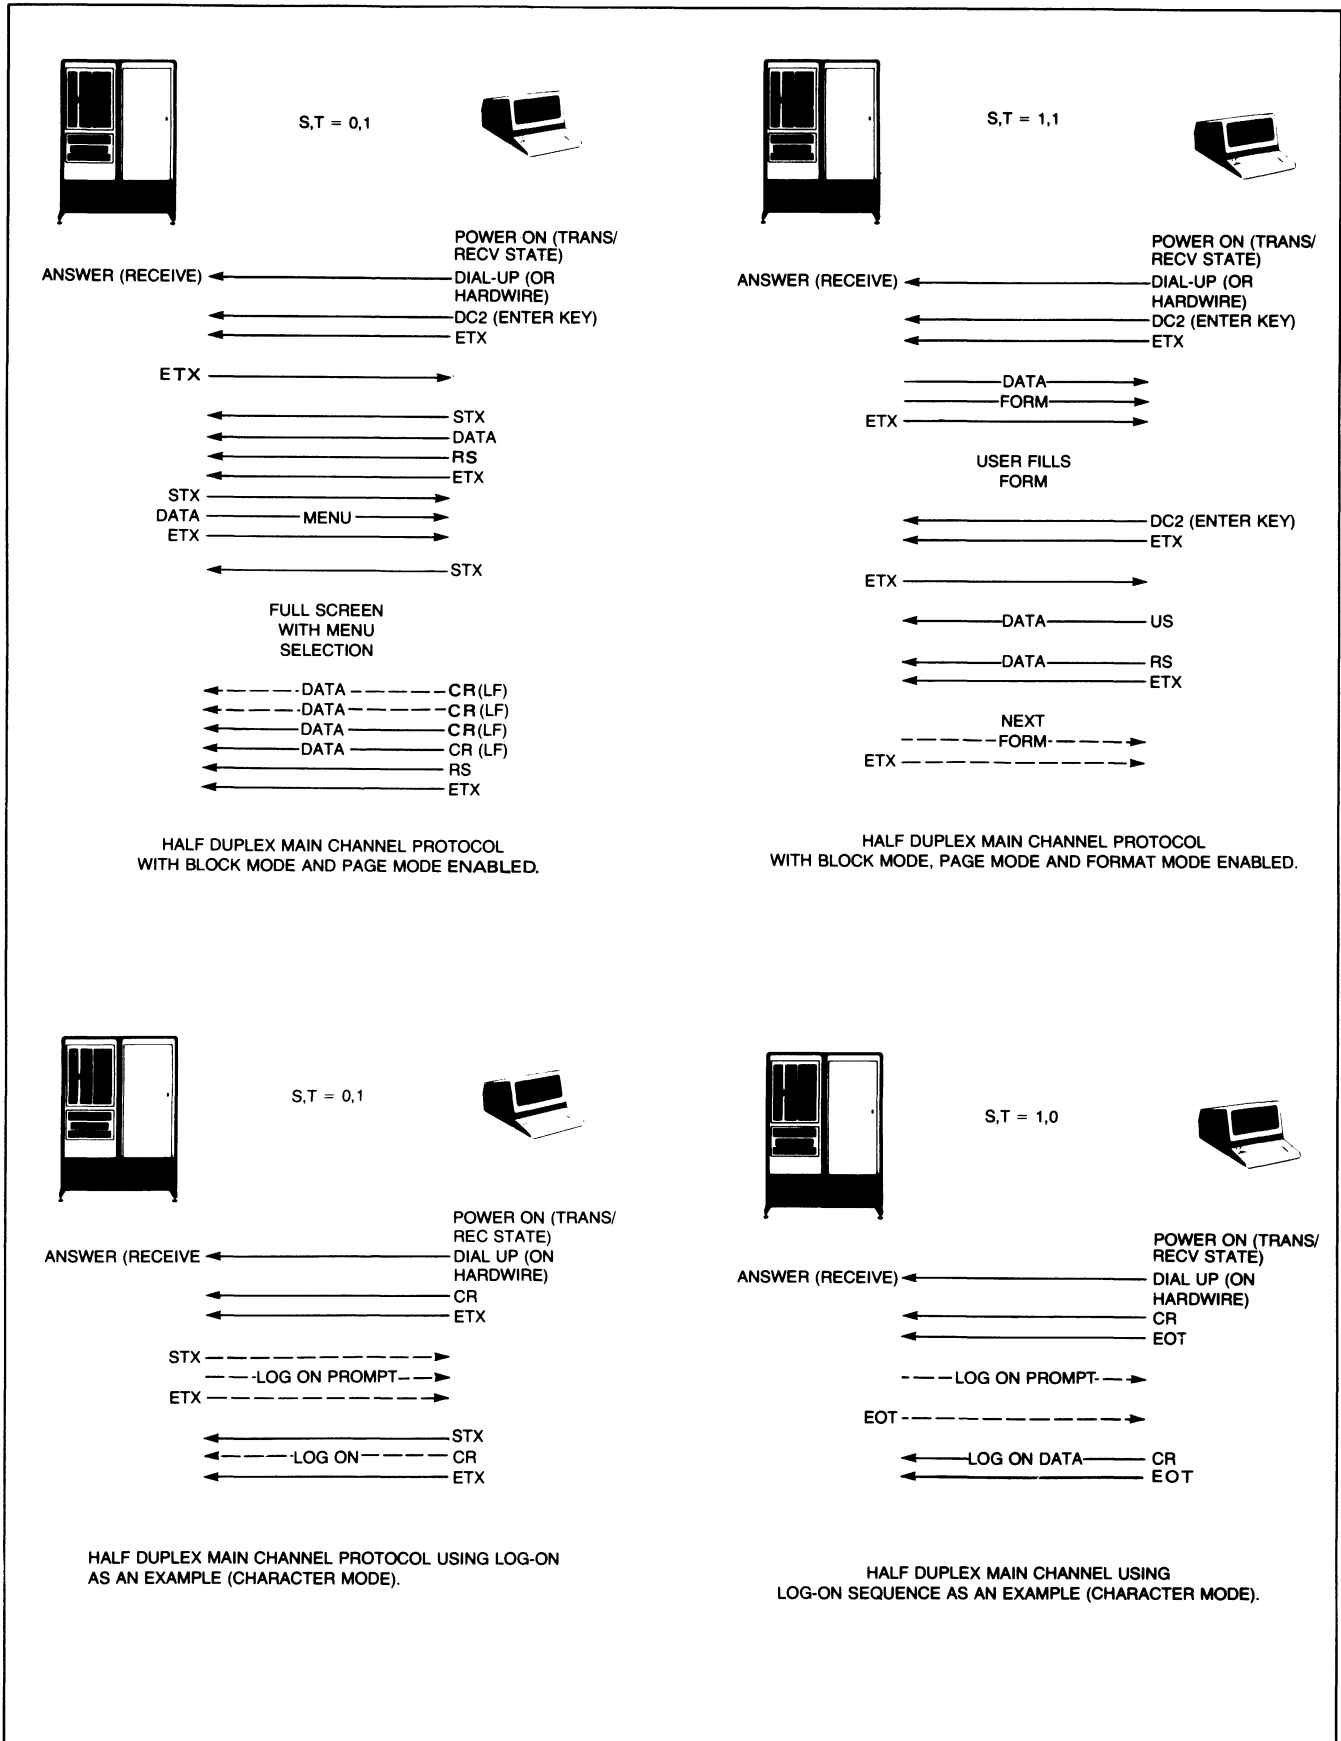 S,T = 0,1
POWER ON (TRANS/
RECV STATE)
ANSWER (RECEIVE) DIAL-UP (OR
HARDWIRE)
DC2 (ENTER KEY)
ETX
ETX
STX
DATA
RS
ETX
STX
DATA MENU
ETX
STX
FULL SCREEN
WITH MENU
SELECTION
DATA CR(LF)
DATA CR(LF)
DATA CR(LF)
DATA CR (LF)
RS
ETX
HALF DUPLEX MAIN CHANNEL PROTOCOL
WITH BLOCK MODE AND PAGE MODE ENABLED.
S,T = 1,1
POWER ON (TRANS/
RECV STATE)
ANSWER (RECEIVE) DIAL-UP (OR
HARDWIRE)
DC2 (ENTER KEY)
ETX
DATA
FORM
ETX
USER FILLS
FORM
DC2 (ENTER KEY)
ETX
ETX
DATA US
DATA RS
ETX
NEXT
FORM
ETX
HALF DUPLEX MAIN CHANNEL PROTOCOL
WITH BLOCK MODE, PAGE MODE AND FORMAT MODE ENABLED.
S,T = 0,1
POWER ON (TRANS/
REC STATE)
ANSWER (RECEIVE DIAL UP (ON
HARDWIRE)
CR
ETX
STX
LOG ON PROMPT
ETX
STX
LOG ON CR
ETX
HALF DUPLEX MAIN CHANNEL PROTOCOL USING LOG-ON
AS AN EXAMPLE (CHARACTER MODE).
S,T = 1,0
POWER ON (TRANS/
RECV STATE)
ANSWER (RECEIVE) DIAL UP (ON
HARDWIRE)
CR
EOT
LOG ON PROMPT
EOT
LOG ON DATA CR
EOT
HALF DUPLEX MAIN CHANNEL USING
LOG-ON SEQUENCE AS AN EXAMPLE (CHARACTER MODE).